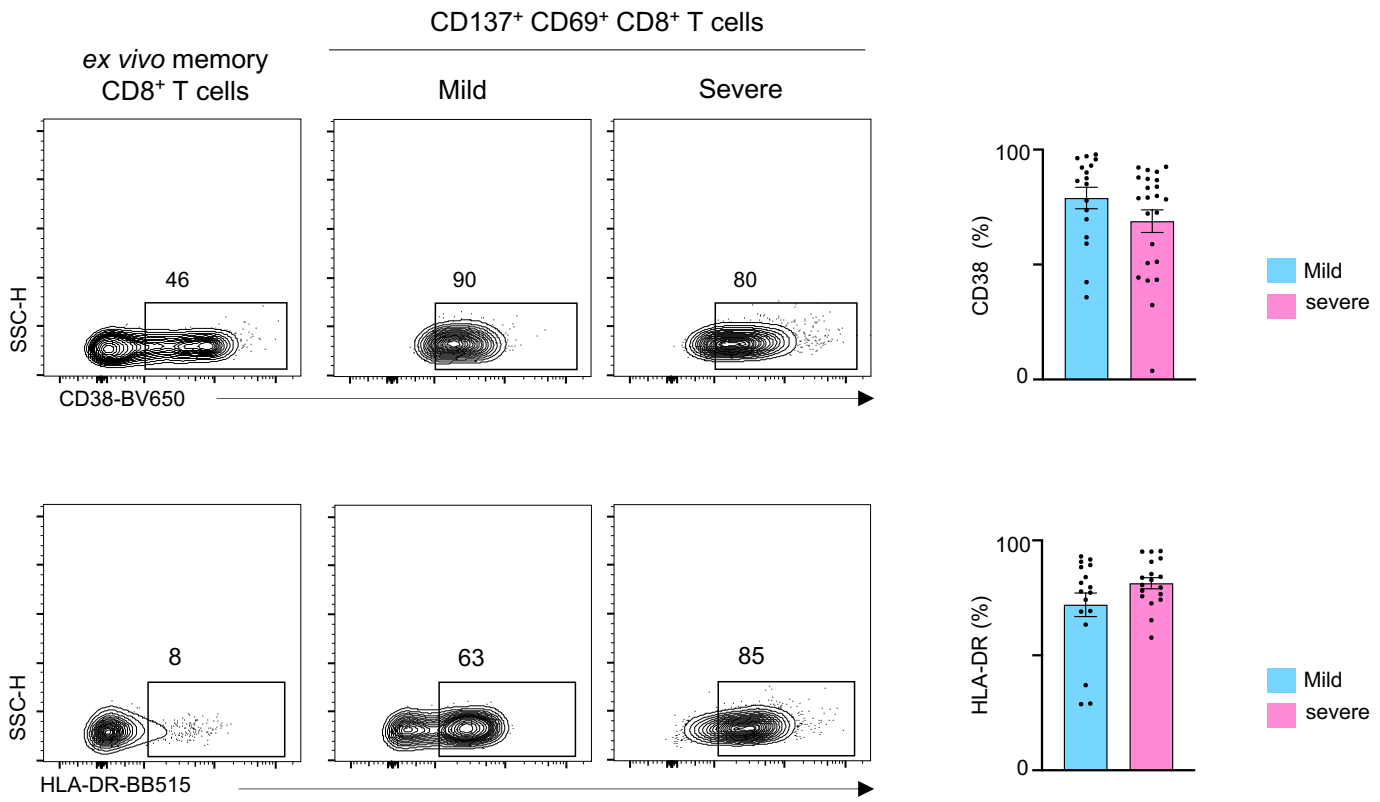 CD137⁺ CD69⁺ CD8⁺ T cells
ex vivo memory
CD8⁺ T cells
Mild
Severe
46
90
80
SSC-H
CD38-BV650
100
0
CD38 (%)
Mild
severe
8
63
85
SSC-H
HLA-DR-BB515
100
0
HLA-DR (%)
Mild
severe